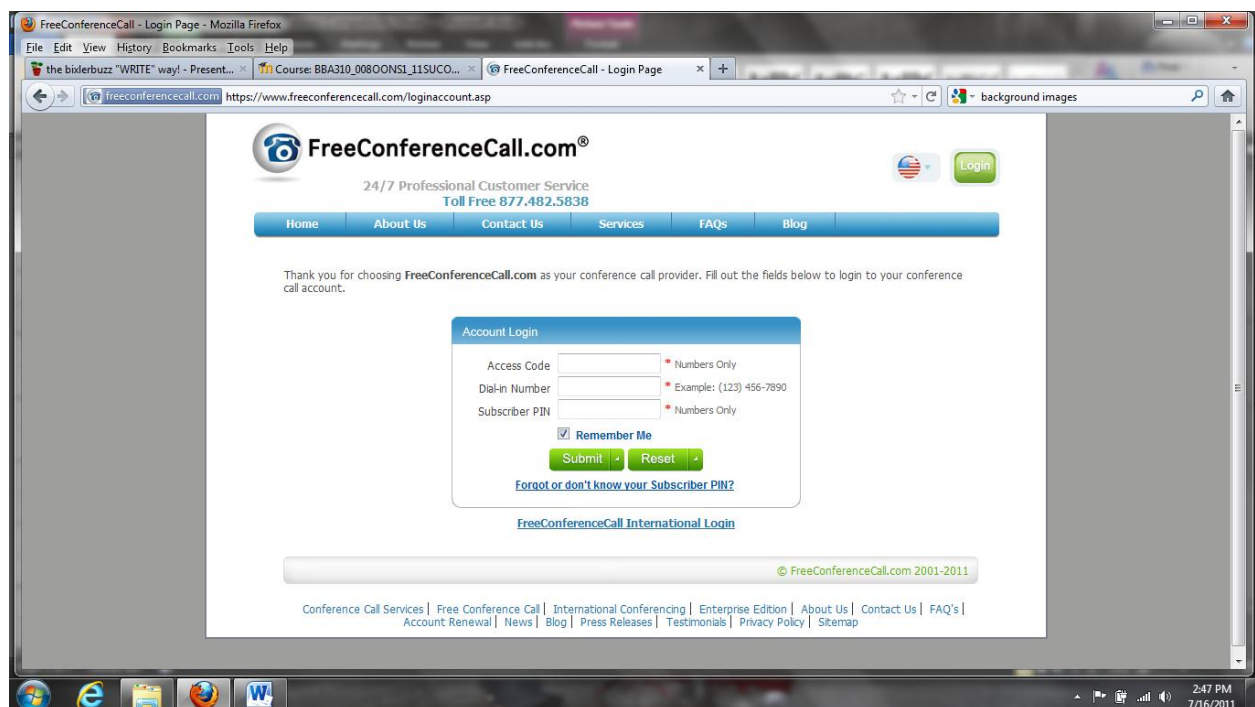 FreeConferenceCall - Login Page - Mozilla Firefox
File Edit View History Bookmarks Tools Help
the bixlerbuzz "WRITE" way! - Present... Course: BBA310_008OONS1_11SUCO... FreeConferenceCall - Login Page
freeconferencecall.com https://www.freeconferencecall.com/loginaccount.asp background images
FreeConferenceCall.com®
Login
24/7 Professional Customer Service
Toll Free 877.482.5838
Home About Us Contact Us Services FAQs Blog
Thank you for choosing FreeConferenceCall.com as your conference call provider. Fill out the fields below to login to your conference
call account.
Account Login
Access Code * Numbers Only
Dial-in Number * Example: (123) 456-7890
Subscriber PIN * Numbers Only
Remember Me
Submit Reset
Forgot or don't know your Subscriber PIN?
FreeConferenceCall International Login
© FreeConferenceCall.com 2001-2011
Conference Call Services | Free Conference Call | International Conferencing | Enterprise Edition | About Us | Contact Us | FAQ's |
Account Renewal | News | Blog | Press Releases | Testimonials | Privacy Policy | Sitemap
2:47 PM
7/16/2011